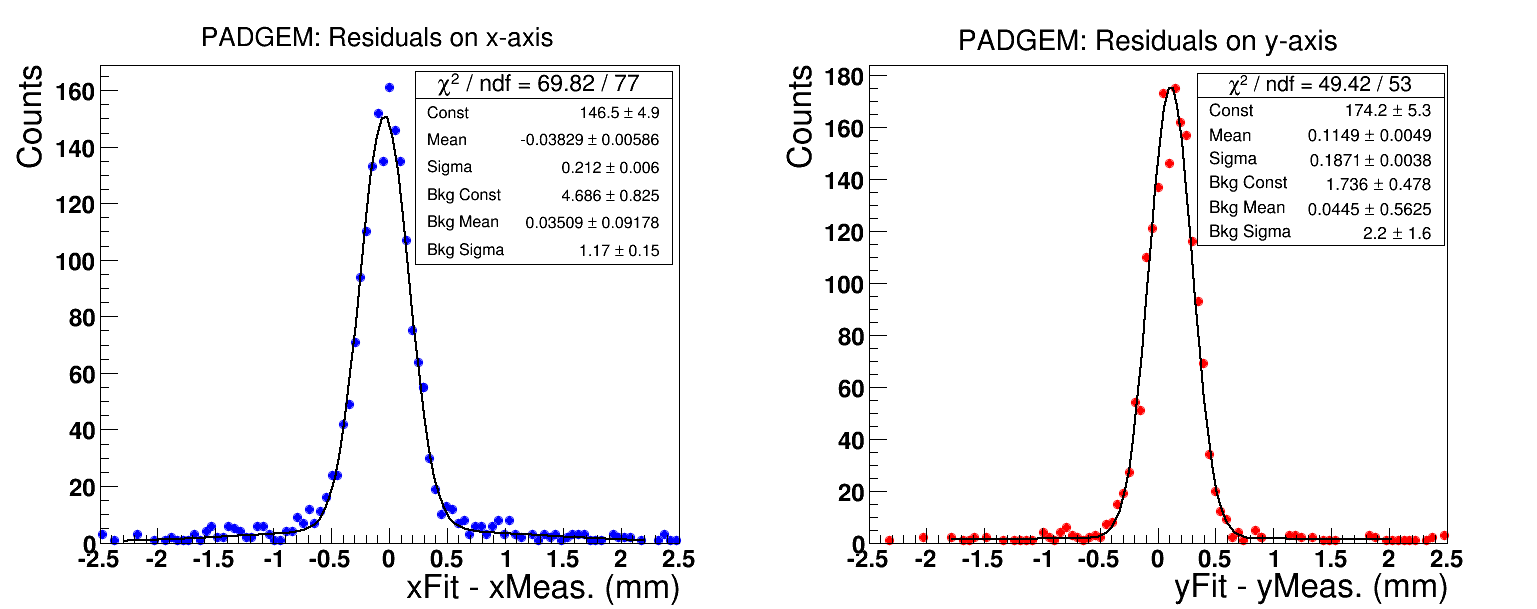 PADGEM: Residuals on x-axis
Counts
χ² / ndf = 69.82 / 77
Const 146.5 ± 4.9
Mean -0.03829 ± 0.00586
Sigma 0.212 ± 0.006
Bkg Const 4.686 ± 0.825
Bkg Mean 0.03509 ± 0.09178
Bkg Sigma 1.17 ± 0.15
160
140
120
100
80
60
40
20
0
-2.5 -2 -1.5 -1 -0.5 0 0.5 1 1.5 2 2.5
xFit - xMeas. (mm)
PADGEM: Residuals on y-axis
Counts
χ² / ndf = 49.42 / 53
Const 174.2 ± 5.3
Mean 0.1149 ± 0.0049
Sigma 0.1871 ± 0.0038
Bkg Const 1.736 ± 0.478
Bkg Mean 0.0445 ± 0.5625
Bkg Sigma 2.2 ± 1.6
180
160
140
120
100
80
60
40
20
0
-2.5 -2 -1.5 -1 -0.5 0 0.5 1 1.5 2 2.5
yFit - yMeas. (mm)